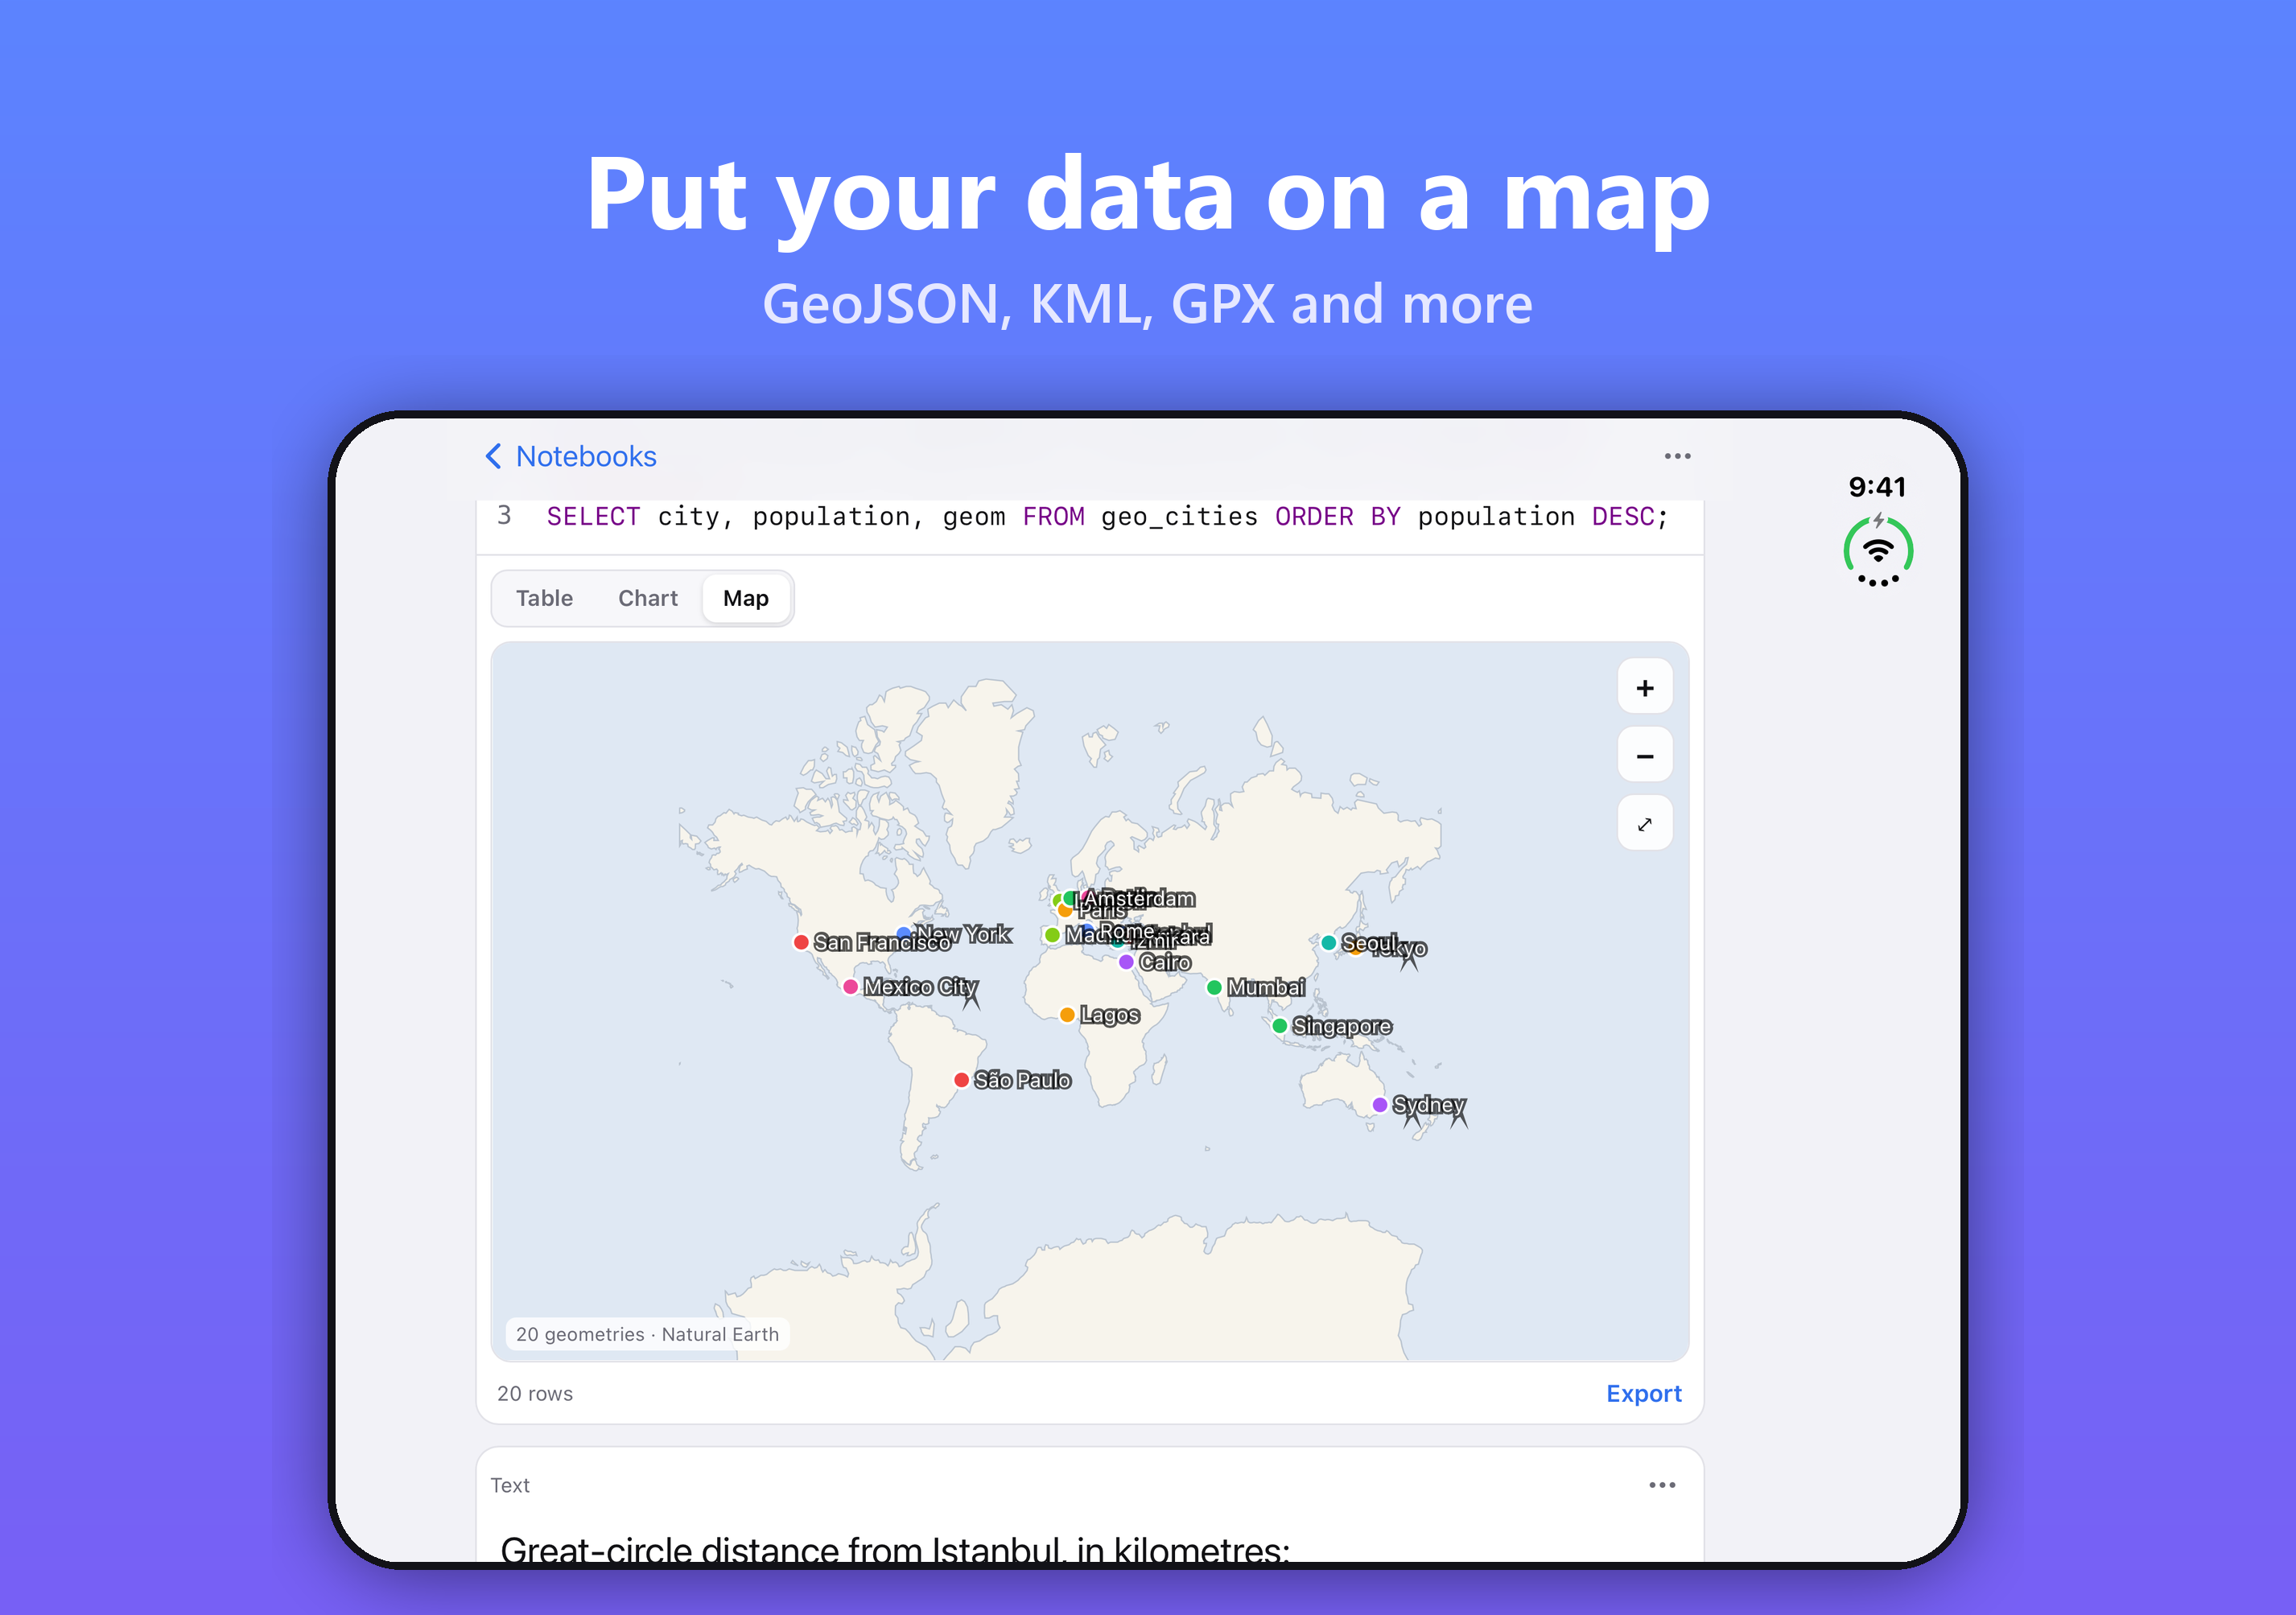 Put your data on a map
GeoJSON, KML, GPX and more
Notebooks
9:41
3 SELECT city, population, geom FROM geo_cities ORDER BY population DESC;
Table Chart Map
+
−
Amsterdam
Paris
San Francisco
New York
Rome
Izmir
Seoul
Tokyo
Cairo
Mexico City
Mumbai
Lagos
Singapore
São Paulo
Sydney
20 geometries · Natural Earth
20 rows
Export
Text
Great-circle distance from Istanbul, in kilometres: